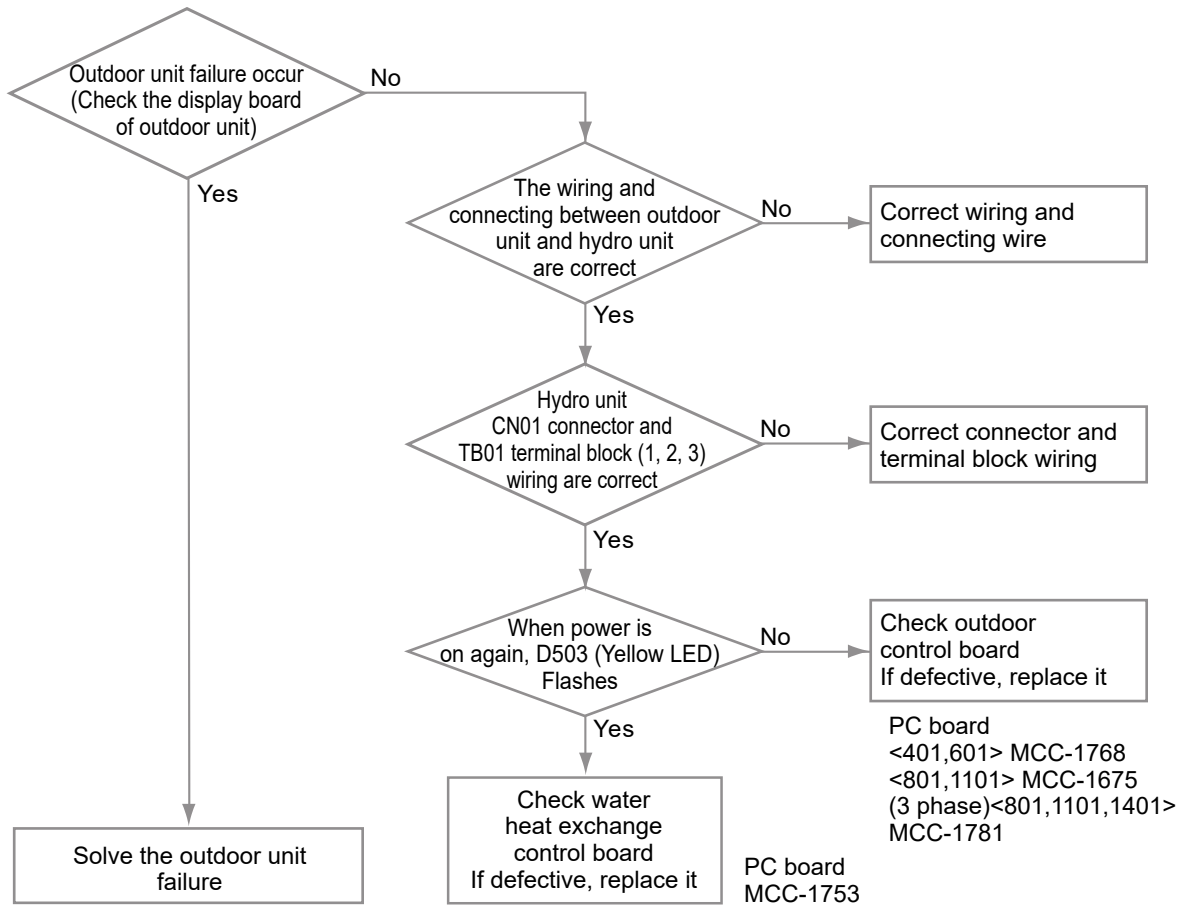 Outdoor unit failure occur
(Check the display board
of outdoor unit)
No
Yes
The wiring and
connecting between outdoor
unit and hydro unit
are correct
No
Correct wiring and
connecting wire
Yes
Hydro unit
CN01 connector and
TB01 terminal block (1, 2, 3)
wiring are correct
No
Correct connector and
terminal block wiring
Yes
When power is
on again, D503 (Yellow LED)
Flashes
No
Check outdoor
control board
If defective, replace it
PC board
<401,601> MCC-1768
<801,1101> MCC-1675
(3 phase)<801,1101,1401>
MCC-1781
Yes
Check water
heat exchange
control board
If defective, replace it
PC board
MCC-1753
Solve the outdoor unit
failure